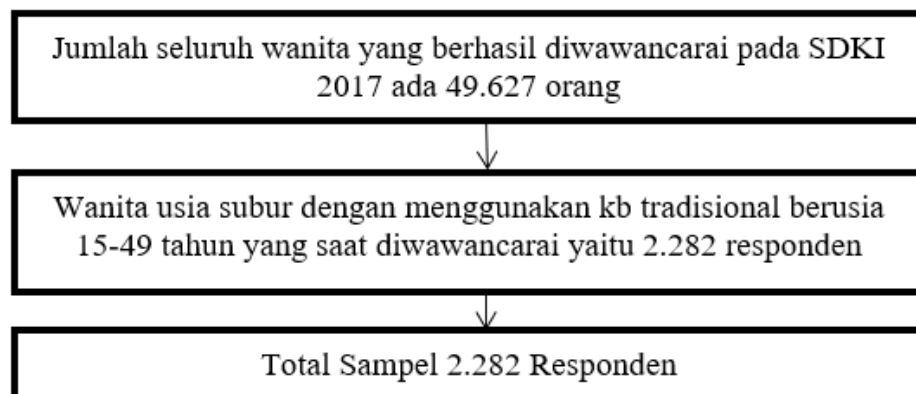 Jumlah seluruh wanita yang berhasil diwawancarai pada SDKI
2017 ada 49.627 orang
Wanita usia subur dengan menggunakan kb tradisional berusia
15-49 tahun yang saat diwawancarai yaitu 2.282 responden
Total Sampel 2.282 Responden